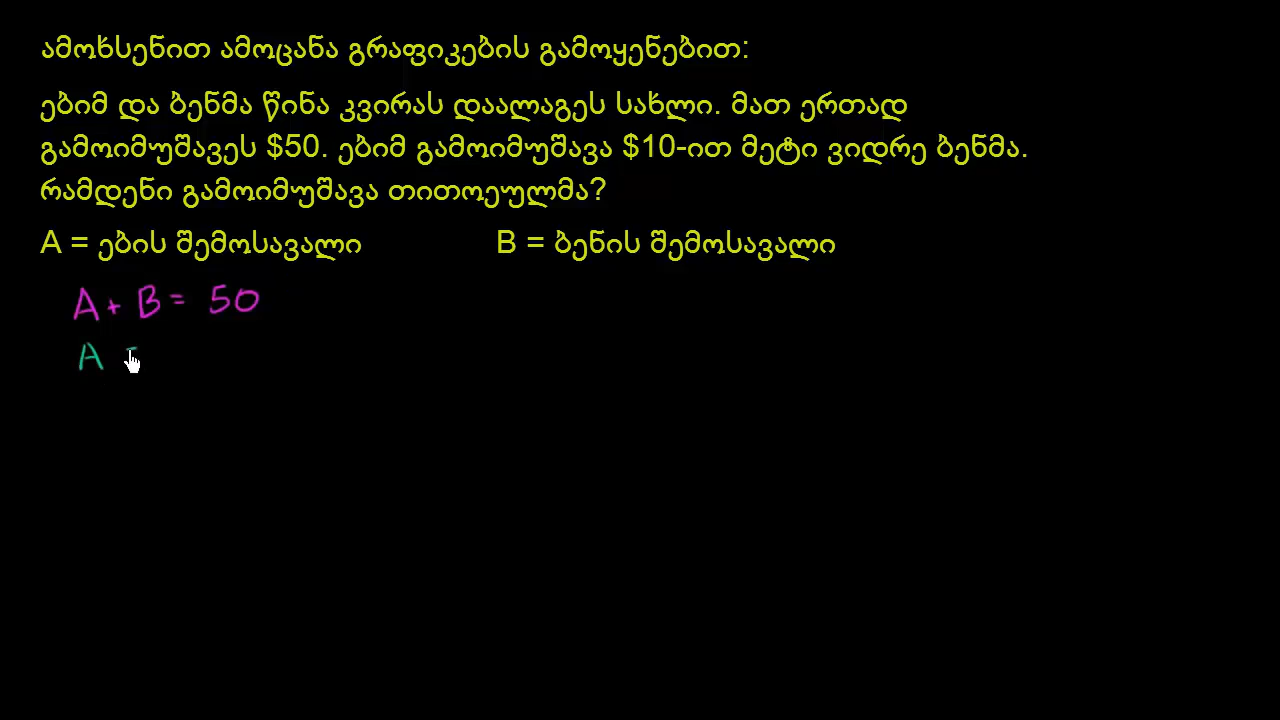 ამოხსენით ამოცანა გრაფიკების გამოყენებით:
ებიმ და ბენმა წინა კვირას დაალაგეს სახლი. მათ ერთად
გამოიმუშავეს $50. ებიმ გამოიმუშავა $10-ით მეტი ვიდრე ბენმა.
რამდენი გამოიმუშავა თითოეულმა?
A = ების შემოსავალი B = ბენის შემოსავალი
A + B = 50
A